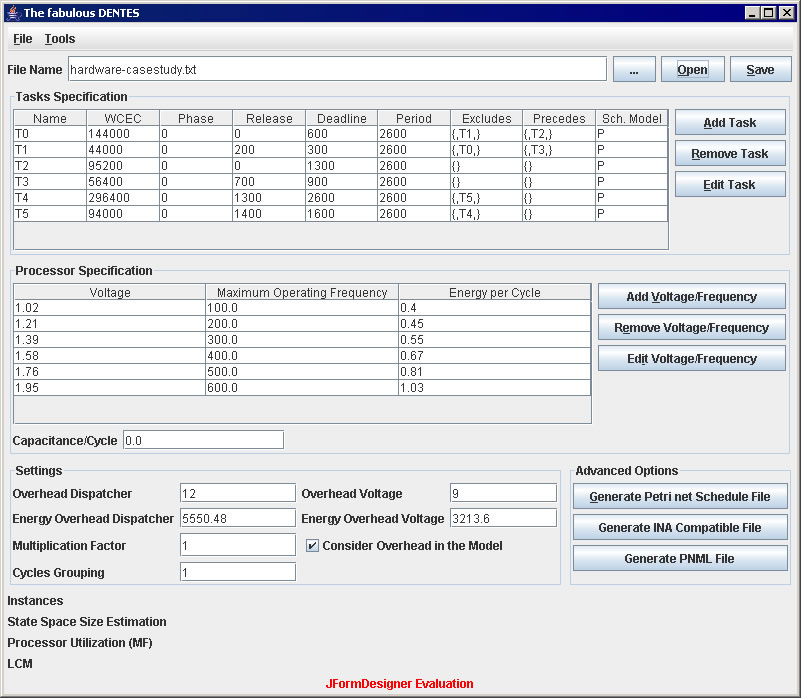 The fabulous DENTES
File Tools
File Name hardware-casestudy.txt ... Open Save
Tasks Specification
Name WCEC Phase Release Deadline Period Excludes Precedes Sch. Model
T0 144000 0 0 600 2600 {,T1,} {,T2,} P
T1 44000 0 200 300 2600 {,T0,} {,T3,} P
T2 95200 0 0 1300 2600 {} {} P
T3 56400 0 700 900 2600 {} {} P
T4 296400 0 1300 2600 2600 {,T5,} {} P
T5 94000 0 1400 1600 2600 {,T4,} {} P
Add Task
Remove Task
Edit Task
Processor Specification
Voltage Maximum Operating Frequency Energy per Cycle
1.02 100.0 0.4
1.21 200.0 0.45
1.39 300.0 0.55
1.58 400.0 0.67
1.76 500.0 0.81
1.95 600.0 1.03
Add Voltage/Frequency
Remove Voltage/Frequency
Edit Voltage/Frequency
Capacitance/Cycle 0.0
Settings
Overhead Dispatcher 12 Overhead Voltage 9
Energy Overhead Dispatcher 5550.48 Energy Overhead Voltage 3213.6
Multiplication Factor 1 Consider Overhead in the Model
Cycles Grouping 1
Advanced Options
Generate Petri net Schedule File
Generate INA Compatible File
Generate PNML File
Instances
State Space Size Estimation
Processor Utilization (MF)
LCM
JFormDesigner Evaluation